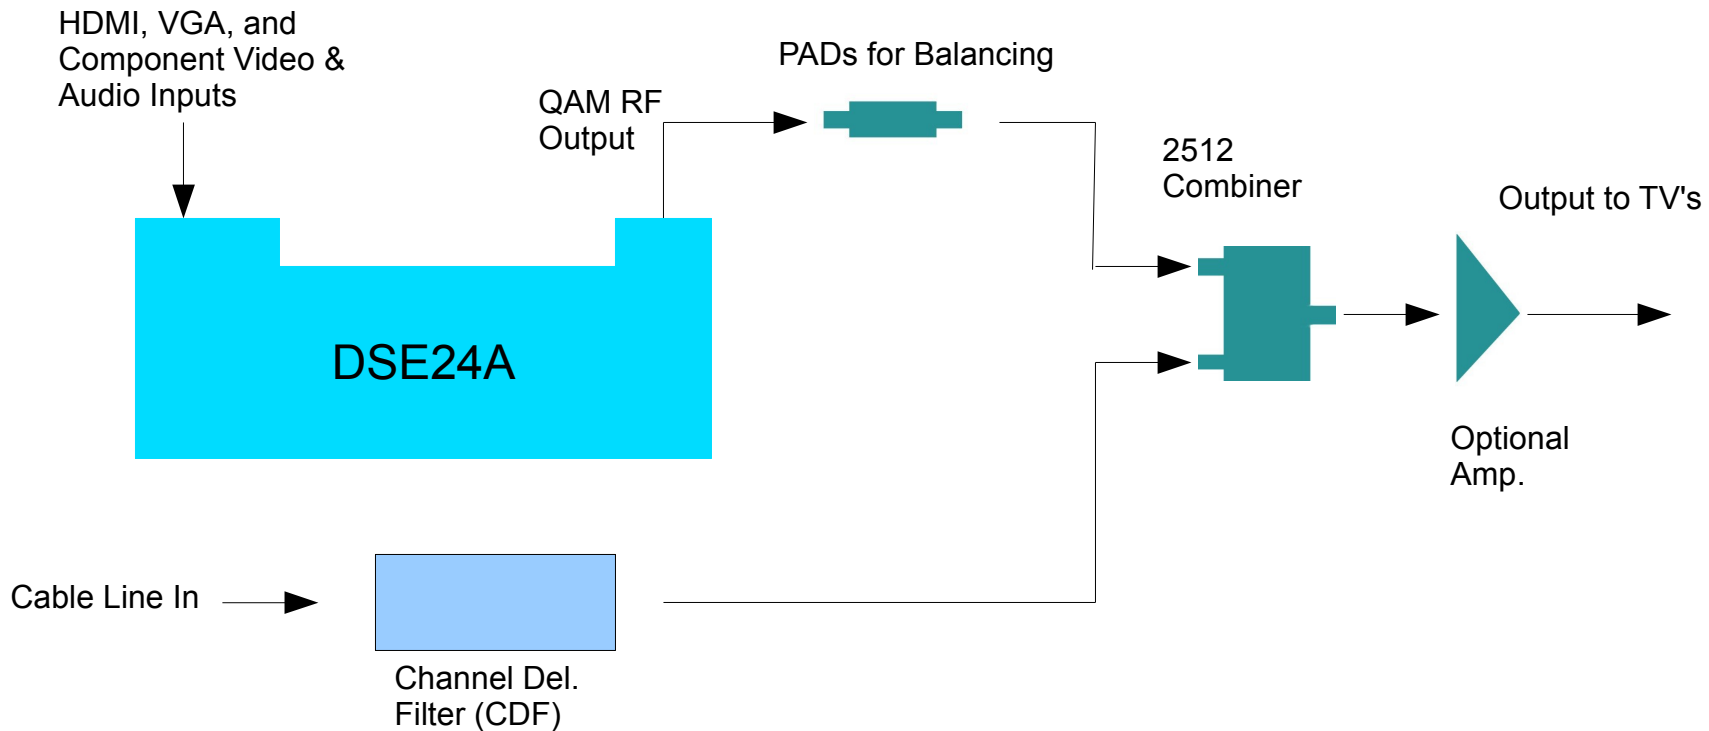 HDMI, VGA, and
Component Video &
Audio Inputs
QAM RF
Output
PADs for Balancing
2512
Combiner
Output to TV's
DSE24A
Optional
Amp.
Cable Line In
Channel Del.
Filter (CDF)